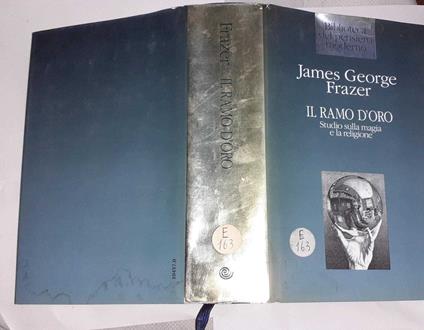 Biblioteca
del pensiero
moderno
James George
Frazer
IL RAMO D'ORO
Studio sulla magia
e la religione
E
163
Frazer IL RAMO D'ORO
E
163